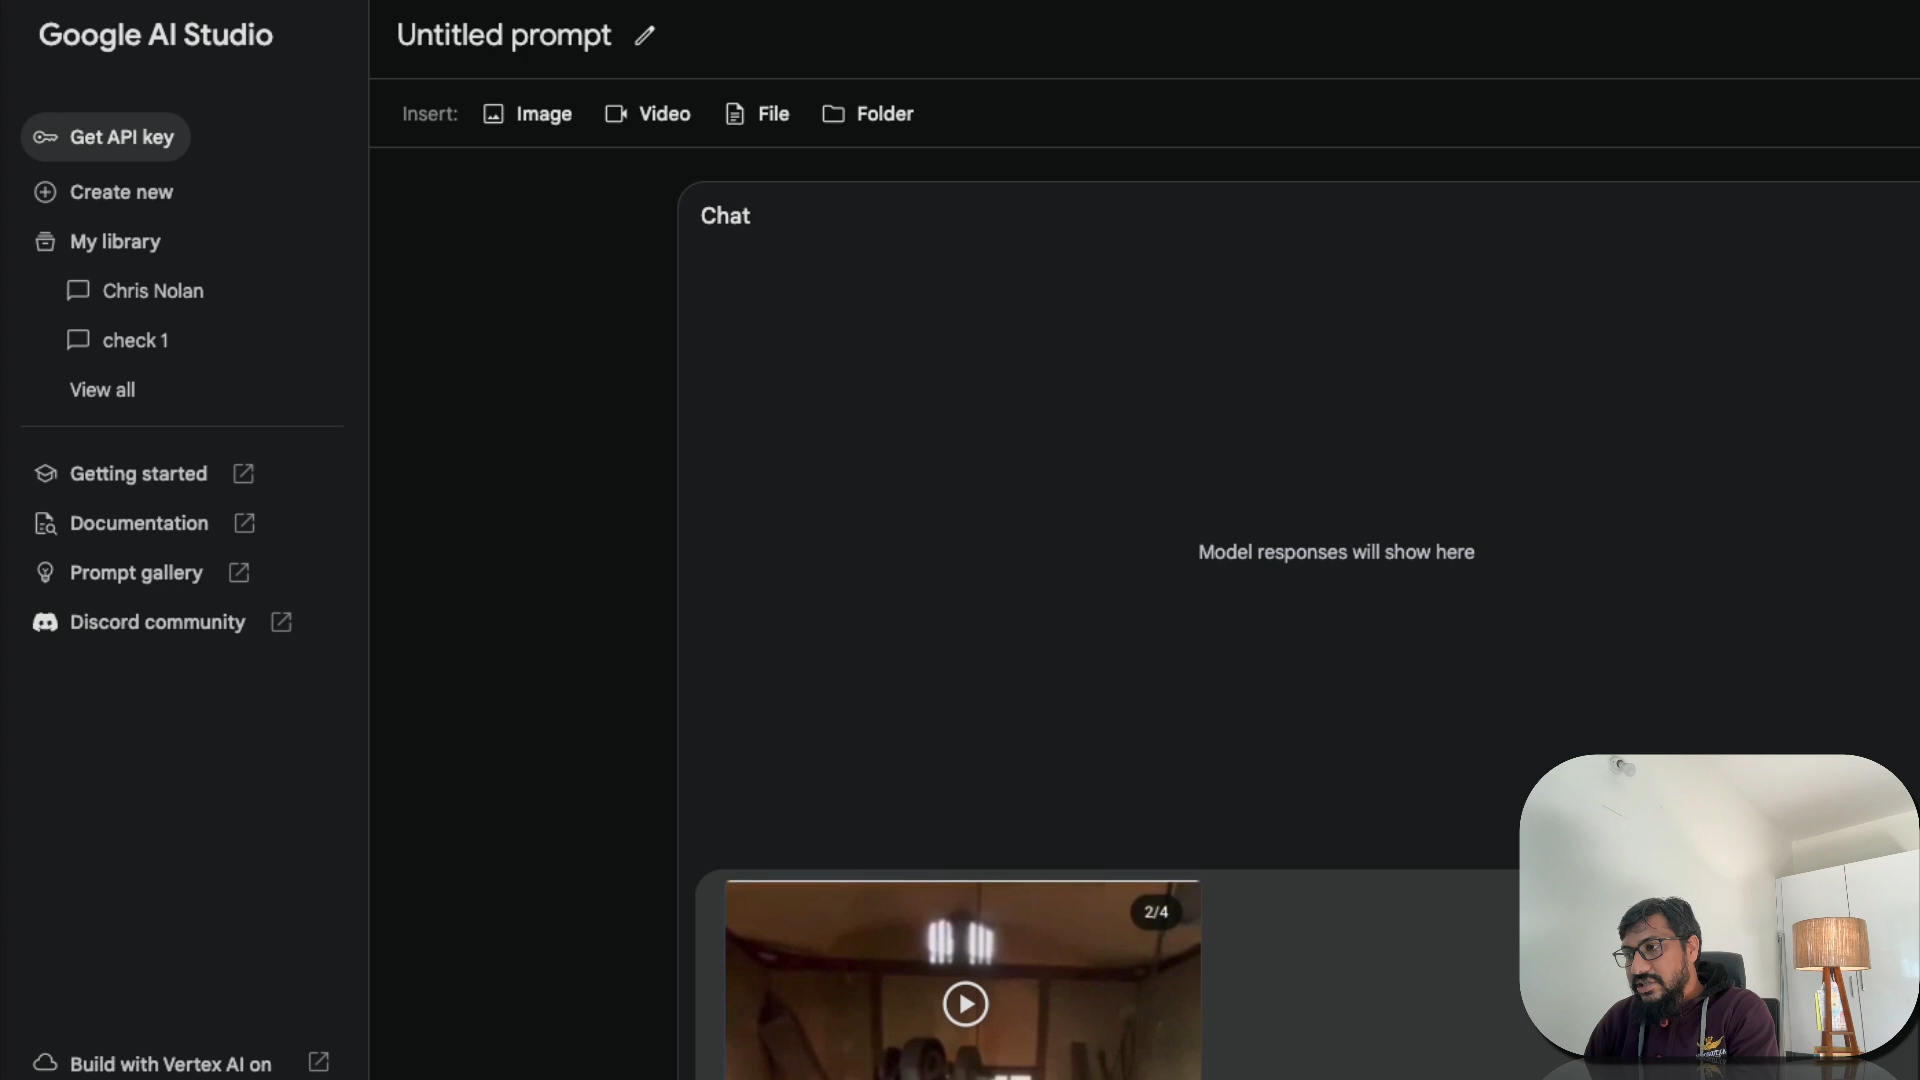 Google AI Studio
Untitled prompt
Insert:
Image
Video
File
Folder
Get API key
Create new
My library
Chris Nolan
check 1
View all
Getting started
Documentation
Prompt gallery
Discord community
Build with Vertex AI on
Chat
Model responses will show here
2/4